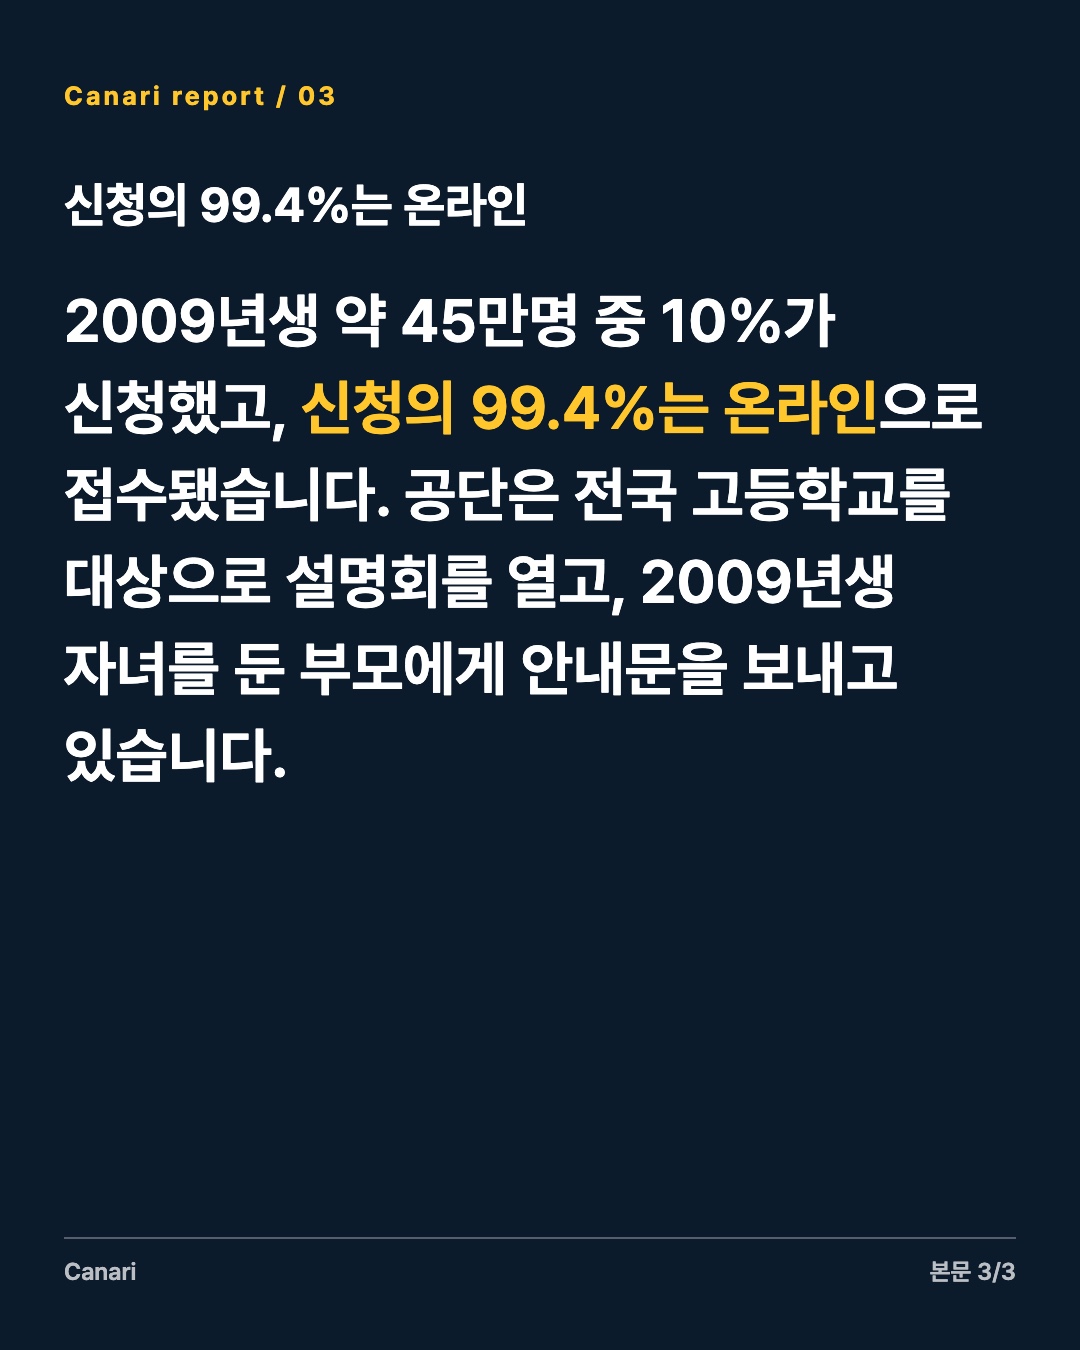 Canari report / 03
신청의 99.4%는 온라인
2009년생 약 45만명 중 10%가
신청했고, 신청의 99.4%는 온라인으로
접수됐습니다. 공단은 전국 고등학교를
대상으로 설명회를 열고, 2009년생
자녀를 둔 부모에게 안내문을 보내고
있습니다.
Canari
본문 3/3